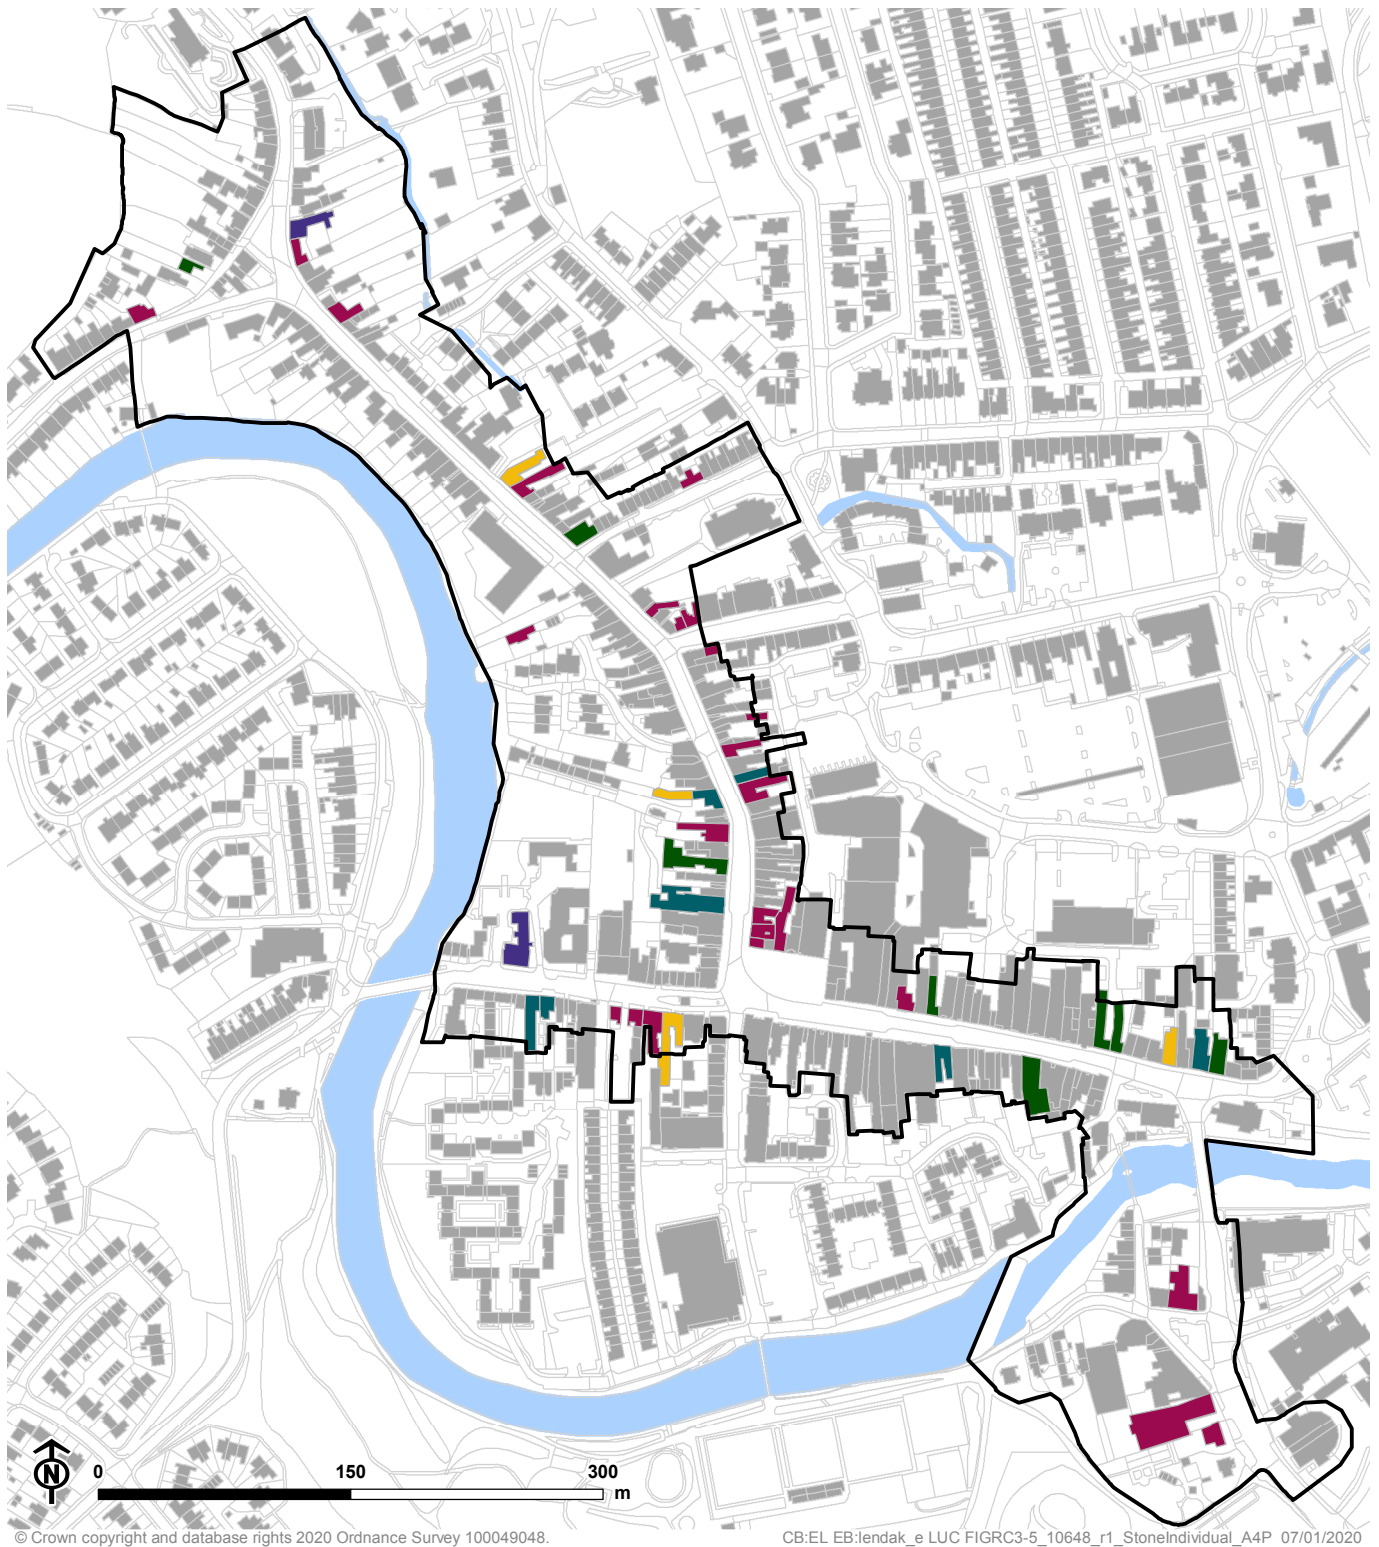 N
0 150 300
m
© Crown copyright and database rights 2020 Ordnance Survey 100049048.
CB:EL EB:lendak_e LUC FIGRC3-5_10648_r1_StoneIndividual_A4P 07/01/2020